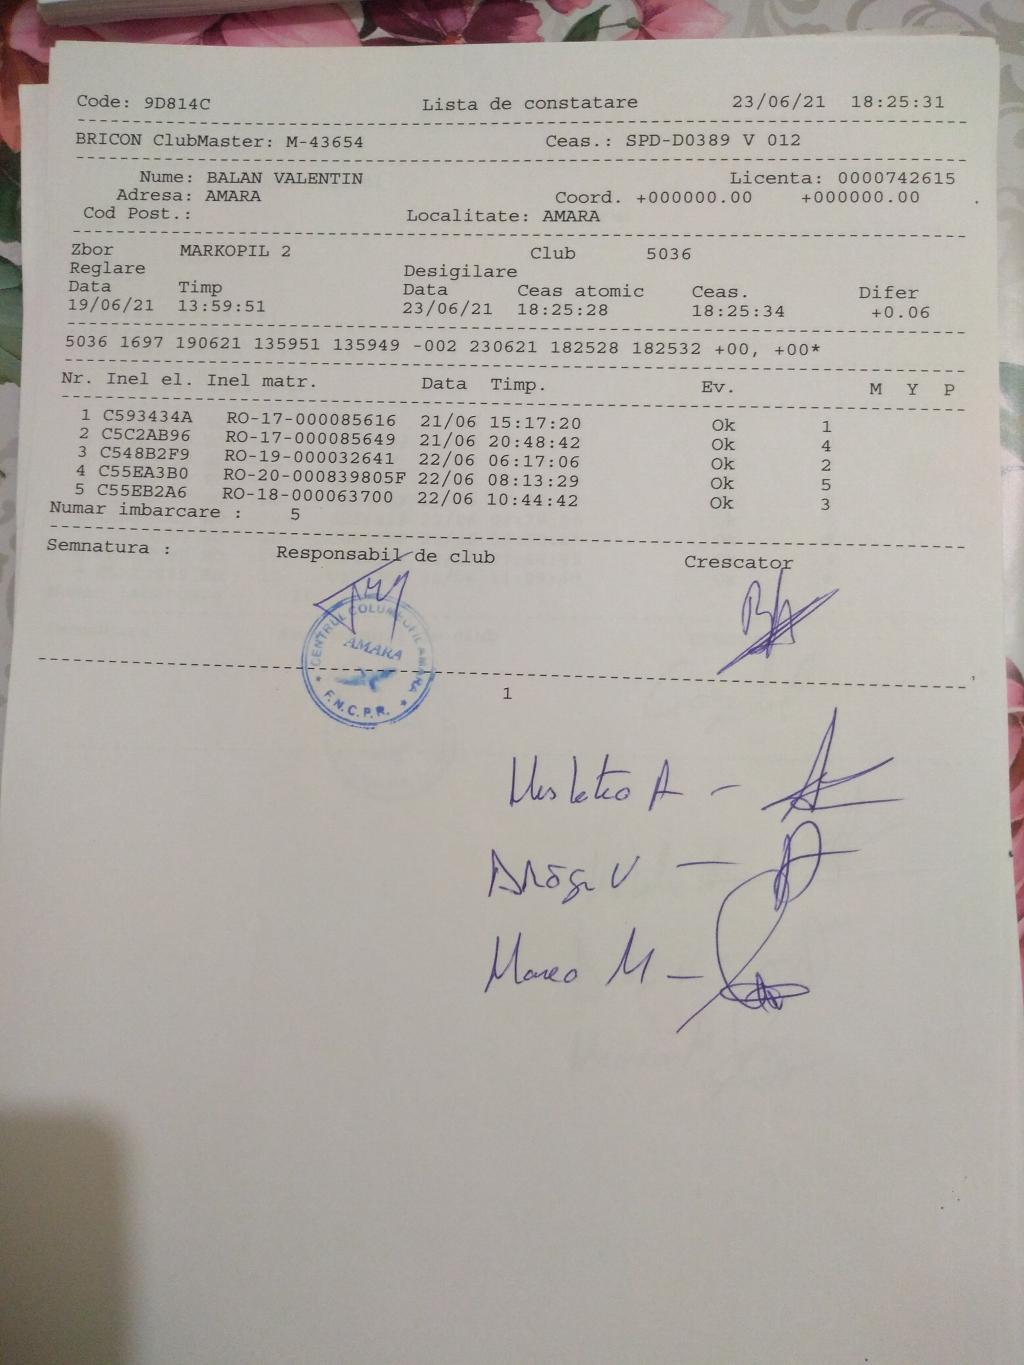 Code: 9D814C Lista de constatare 23/06/21 18:25:31
BRICON ClubMaster: M-43654 Ceas.: SPD-D0389 V 012
Nume: BALAN VALENTIN Licenta: 0000742615
Adresa: AMARA Coord. +000000.00 +000000.00
Cod Post.: Localitate: AMARA
Zbor MARKOPIL 2 Club 5036
Reglare Desigilare
Data Timp Data Ceas atomic Ceas. Difer
19/06/21 13:59:51 23/06/21 18:25:28 18:25:34 +0.06
5036 1697 190621 135951 135949 -002 230621 182528 182532 +00, +00*
Nr. Inel el. Inel matr. Data Timp. Ev. M Y P
1 C593434A RO-17-000085616 21/06 15:17:20 Ok 1
2 C5C2AB96 RO-17-000085649 21/06 20:48:42 Ok 4
3 C548B2F9 RO-19-000032641 22/06 06:17:06 Ok 2
4 C55EA3B0 RO-20-000839805F 22/06 08:13:29 Ok 5
5 C55EB2A6 RO-18-000063700 22/06 10:44:42 Ok 3
Numar imbarcare : 5
Semnatura : Responsabil de club Crescator
CENTRUL COLUMBOFIL AMARA
AMARA
F.N.C.P.R.
1
A -
V -
M -